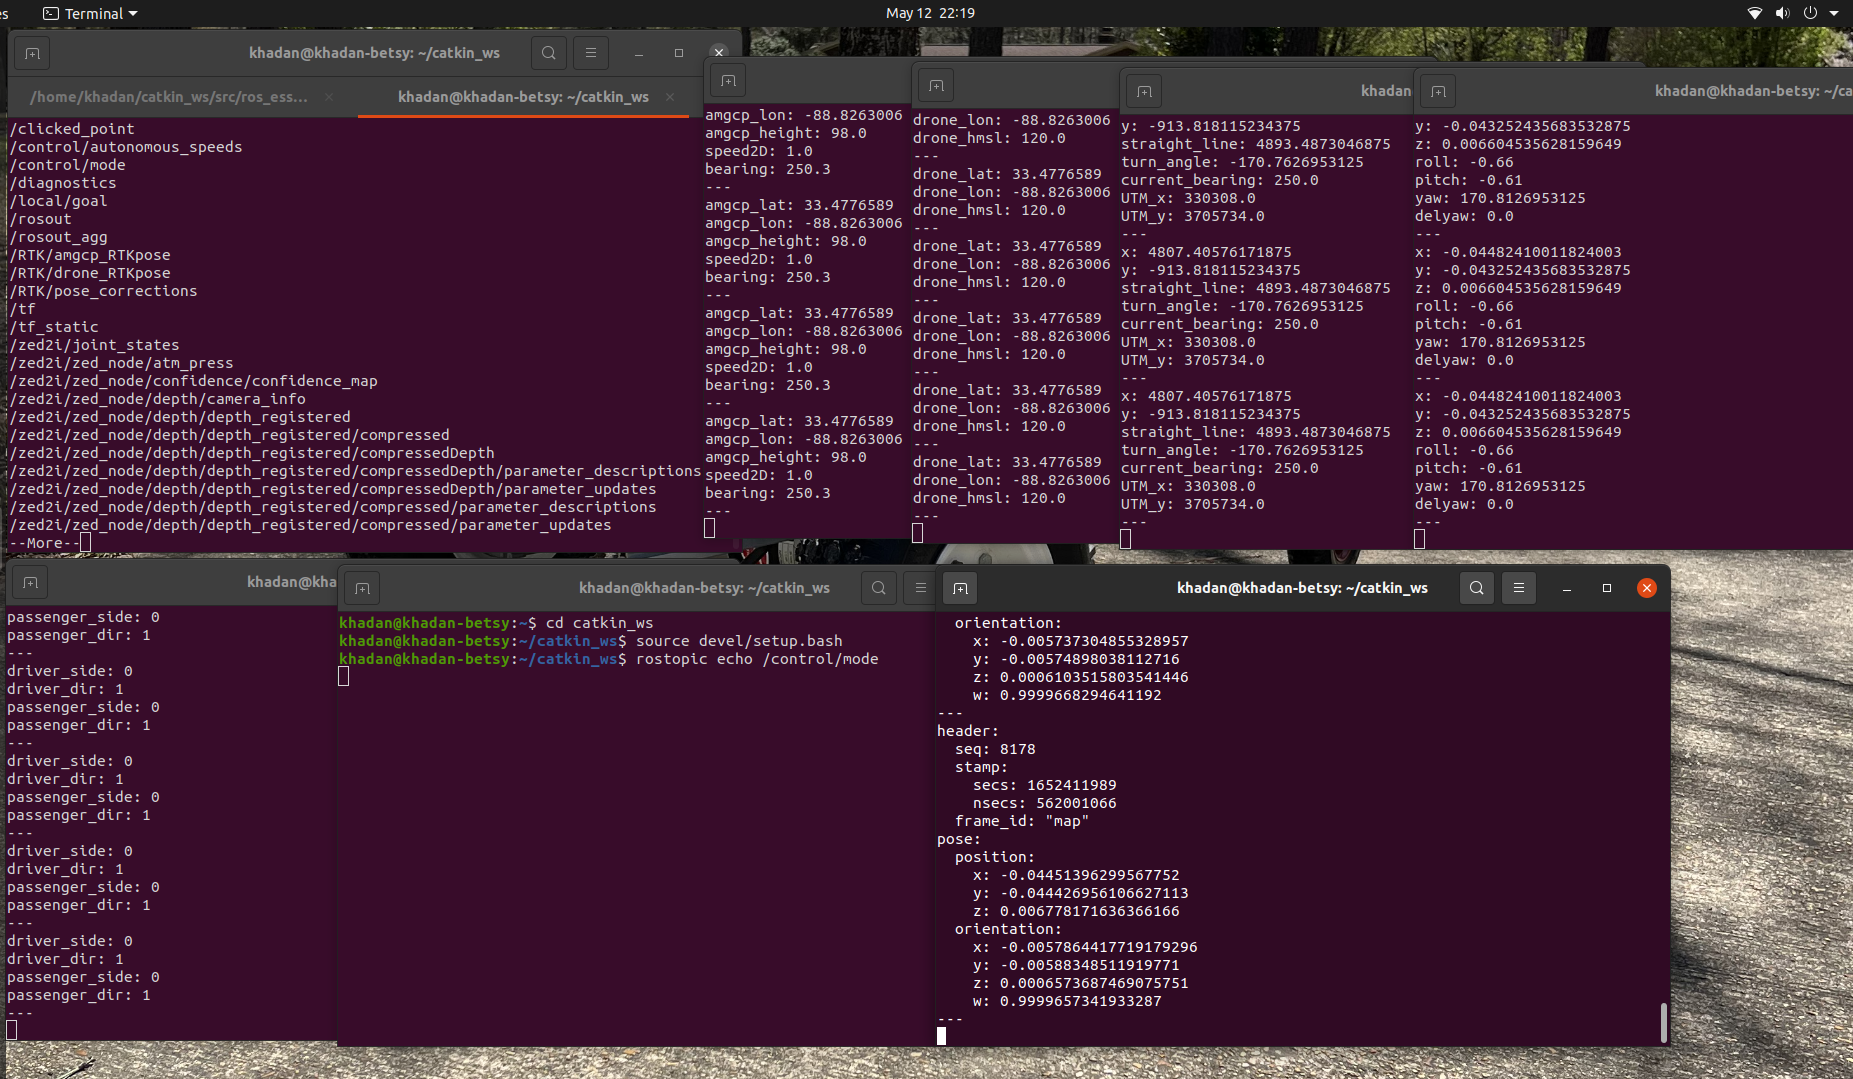 es
Terminal
May 12 22:19
khadan@khadan-betsy: ~/catkin_ws
/home/khadan/catkin_ws/src/ros_ess...
khadan@khadan-betsy: ~/catkin_ws
/clicked_point
/control/autonomous_speeds
/control/mode
/diagnostics
/local/goal
/rosout
/rosout_agg
/RTK/amgcp_RTKpose
/RTK/drone_RTKpose
/RTK/pose_corrections
/tf
/tf_static
/zed2i/joint_states
/zed2i/zed_node/atm_press
/zed2i/zed_node/confidence/confidence_map
/zed2i/zed_node/depth/camera_info
/zed2i/zed_node/depth/depth_registered
/zed2i/zed_node/depth/depth_registered/compressed
/zed2i/zed_node/depth/depth_registered/compressedDepth
/zed2i/zed_node/depth/depth_registered/compressedDepth/parameter_descriptions
/zed2i/zed_node/depth/depth_registered/compressedDepth/parameter_updates
/zed2i/zed_node/depth/depth_registered/compressed/parameter_descriptions
/zed2i/zed_node/depth/depth_registered/compressed/parameter_updates
--More--
amgcp_lon: -88.8263006
amgcp_height: 98.0
speed2D: 1.0
bearing: 250.3
---
amgcp_lat: 33.4776589
amgcp_lon: -88.8263006
amgcp_height: 98.0
speed2D: 1.0
bearing: 250.3
---
amgcp_lat: 33.4776589
amgcp_lon: -88.8263006
amgcp_height: 98.0
speed2D: 1.0
bearing: 250.3
---
amgcp_lat: 33.4776589
amgcp_lon: -88.8263006
amgcp_height: 98.0
speed2D: 1.0
bearing: 250.3
---
drone_lon: -88.8263006
drone_hmsl: 120.0
---
drone_lat: 33.4776589
drone_lon: -88.8263006
drone_hmsl: 120.0
---
drone_lat: 33.4776589
drone_lon: -88.8263006
drone_hmsl: 120.0
---
drone_lat: 33.4776589
drone_lon: -88.8263006
drone_hmsl: 120.0
---
drone_lat: 33.4776589
drone_lon: -88.8263006
drone_hmsl: 120.0
---
drone_lat: 33.4776589
drone_lon: -88.8263006
drone_hmsl: 120.0
---
khadan
y: -913.818115234375
straight_line: 4893.4873046875
turn_angle: -170.7626953125
current_bearing: 250.0
UTM_x: 330308.0
UTM_y: 3705734.0
---
x: 4807.40576171875
y: -913.818115234375
straight_line: 4893.4873046875
turn_angle: -170.7626953125
current_bearing: 250.0
UTM_x: 330308.0
UTM_y: 3705734.0
---
x: 4807.40576171875
y: -913.818115234375
straight_line: 4893.4873046875
turn_angle: -170.7626953125
current_bearing: 250.0
UTM_x: 330308.0
UTM_y: 3705734.0
---
khadan@khadan-betsy: ~/ca
y: -0.043252435683532875
z: 0.006604535628159649
roll: -0.66
pitch: -0.61
yaw: 170.8126953125
delyaw: 0.0
---
x: -0.04482410011824003
y: -0.043252435683532875
z: 0.006604535628159649
roll: -0.66
pitch: -0.61
yaw: 170.8126953125
delyaw: 0.0
---
x: -0.04482410011824003
y: -0.043252435683532875
z: 0.006604535628159649
roll: -0.66
pitch: -0.61
yaw: 170.8126953125
delyaw: 0.0
---
khadan@kha
passenger_side: 0
passenger_dir: 1
---
driver_side: 0
driver_dir: 1
passenger_side: 0
passenger_dir: 1
---
driver_side: 0
driver_dir: 1
passenger_side: 0
passenger_dir: 1
---
driver_side: 0
driver_dir: 1
passenger_side: 0
passenger_dir: 1
---
driver_side: 0
driver_dir: 1
passenger_side: 0
passenger_dir: 1
---
khadan@khadan-betsy: ~/catkin_ws
khadan@khadan-betsy:~$ cd catkin_ws
khadan@khadan-betsy:~/catkin_ws$ source devel/setup.bash
khadan@khadan-betsy:~/catkin_ws$ rostopic echo /control/mode
khadan@khadan-betsy: ~/catkin_ws
orientation:
x: -0.005737304855328957
y: -0.00574898038112716
z: 0.0006103515803541446
w: 0.9999668294641192
---
header:
seq: 8178
stamp:
secs: 1652411989
nsecs: 562001066
frame_id: "map"
pose:
position:
x: -0.04451396299567752
y: -0.044426956106627113
z: 0.006778171636366166
orientation:
x: -0.0057864417719179296
y: -0.00588348511919771
z: 0.0006573687469075751
w: 0.9999657341933287
---